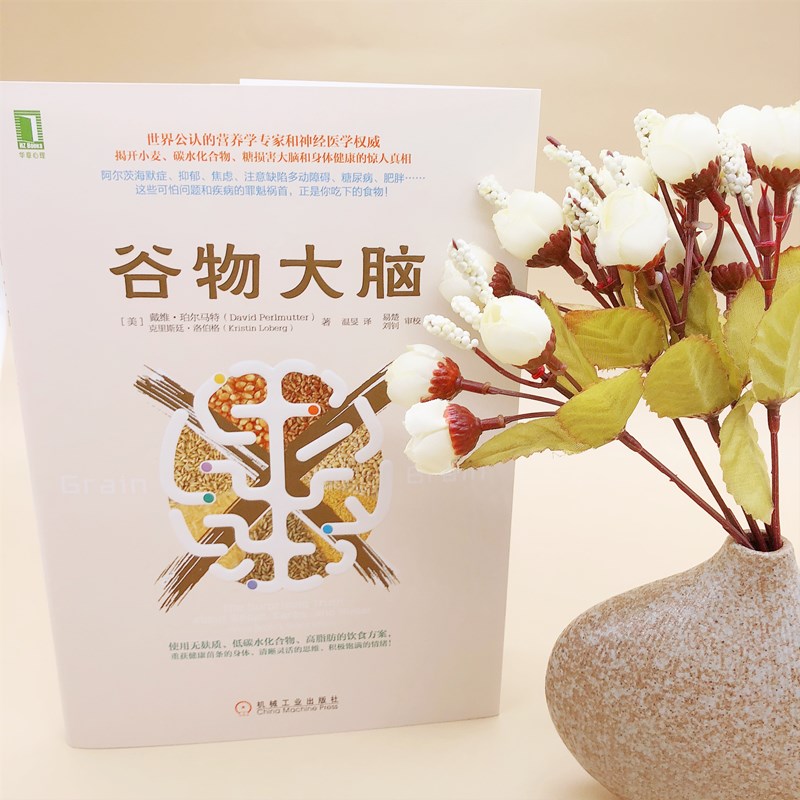 HZ BOOKS
华章心理
世界公认的营养学专家和神经医学权威
揭开小麦、碳水化合物、糖损害大脑和身体健康的惊人真相
阿尔茨海默症、抑郁、焦虑、注意缺陷多动障碍、糖尿病、肥胖……
这些可怕问题和疾病的罪魁祸首，正是你吃下的食物！
谷物大脑
[美] 戴维·珀尔马特（David Perlmutter）
克里斯廷·洛伯格（Kristin Loberg） 著 温旻 译 易楚 刘钊 审校
Grain
使用无麸质、低碳水化合物、高脂肪的饮食方案，
重获健康苗条的身体、清晰灵活的思维、积极饱满的情绪！
机械工业出版社
China Machine Press